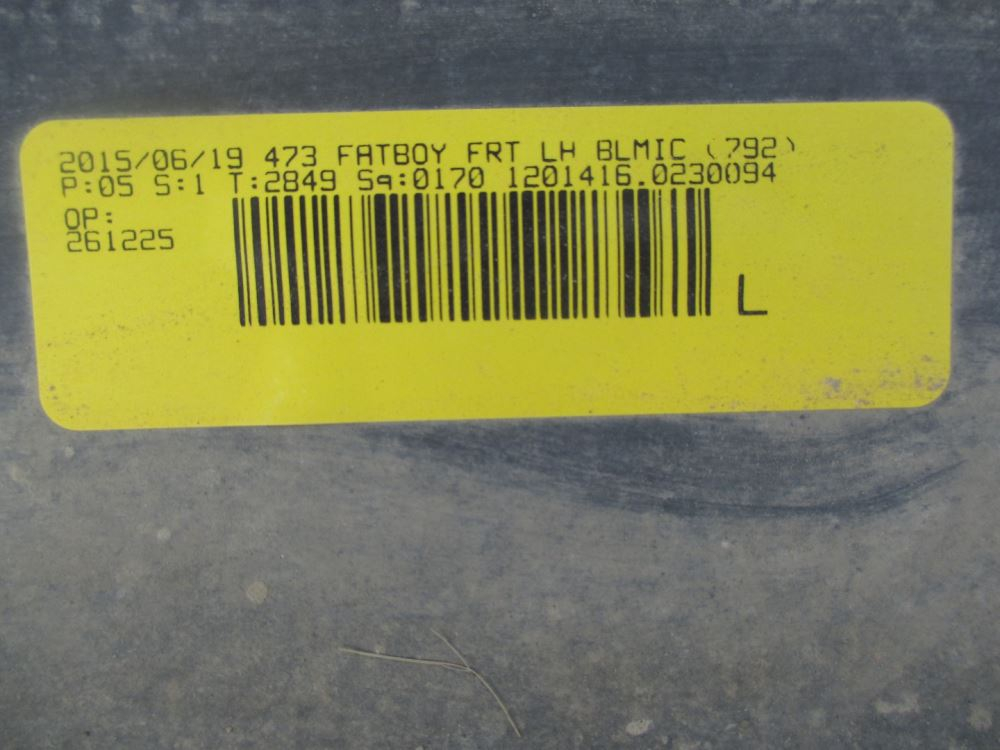 2015/06/19 473 FATBOY FRT LH BLMIC (792)
P:05 S:1 T:2849 Sq:0170 1201416.0230094
OP:
261225
L